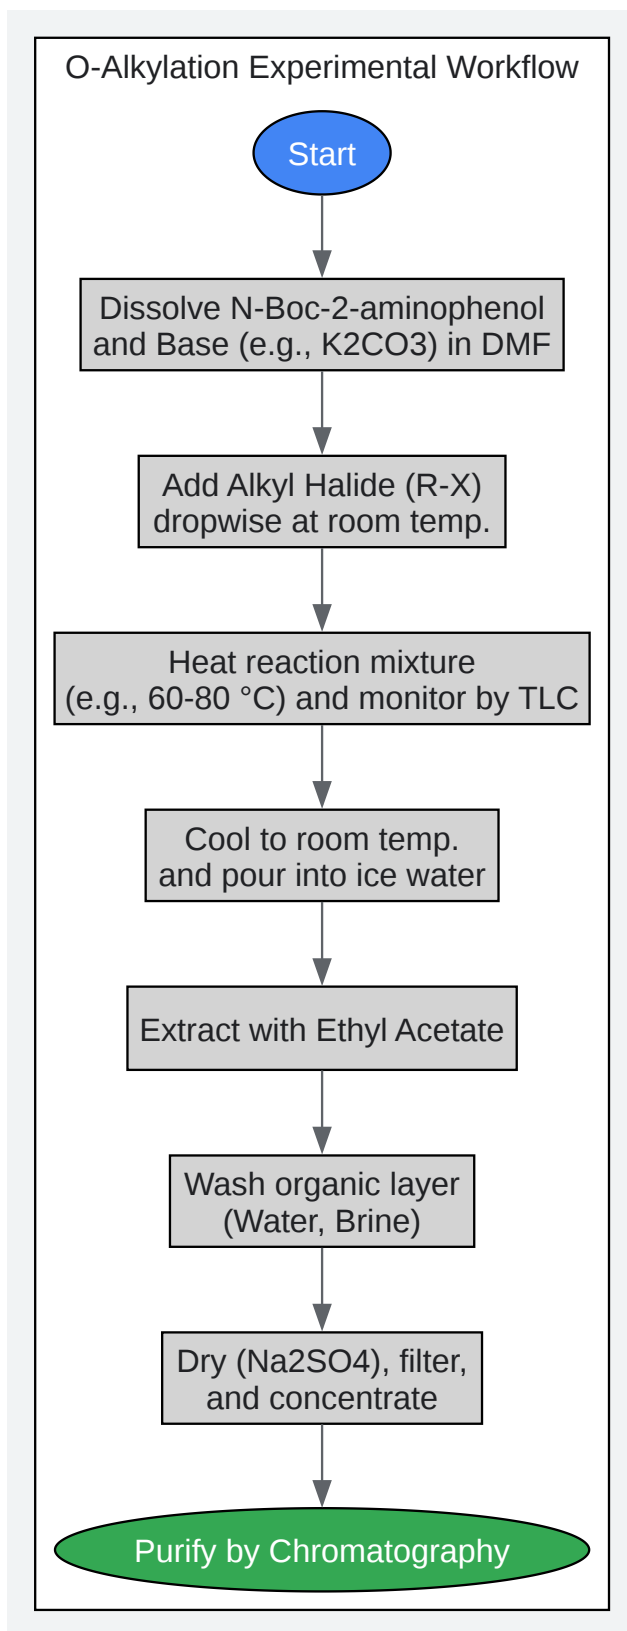 O-Alkylation Experimental Workflow
Start
Dissolve N-Boc-2-aminophenol
and Base (e.g., K2CO3) in DMF
Add Alkyl Halide (R-X)
dropwise at room temp.
Heat reaction mixture
(e.g., 60-80 °C) and monitor by TLC
Cool to room temp.
and pour into ice water
Extract with Ethyl Acetate
Wash organic layer
(Water, Brine)
Dry (Na2SO4), filter,
and concentrate
Purify by Chromatography